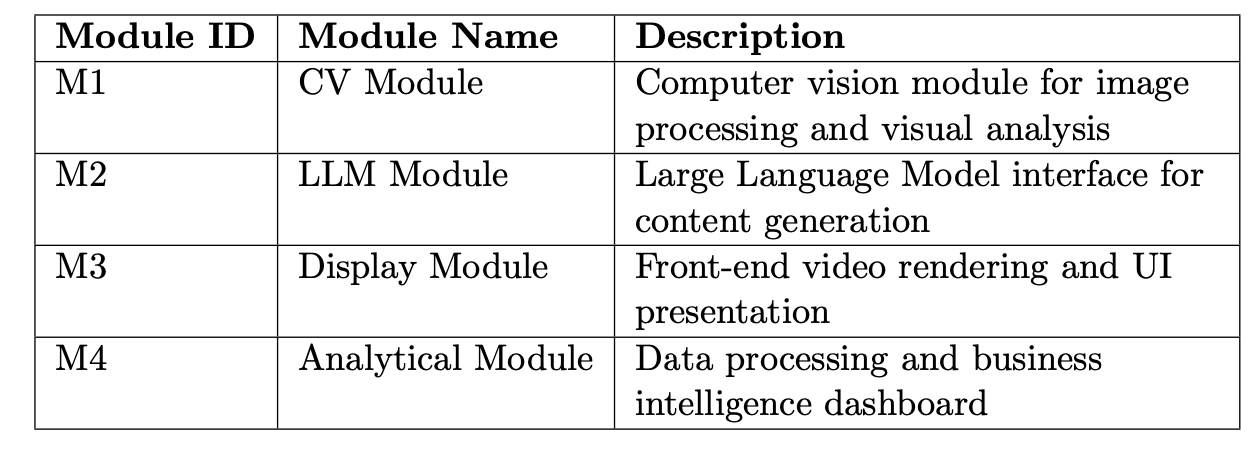 Module ID Module Name Description
M1 CV Module Computer vision module for image
processing and visual analysis
M2 LLM Module Large Language Model interface for
content generation
M3 Display Module Front-end video rendering and UI
presentation
M4 Analytical Module Data processing and business
intelligence dashboard